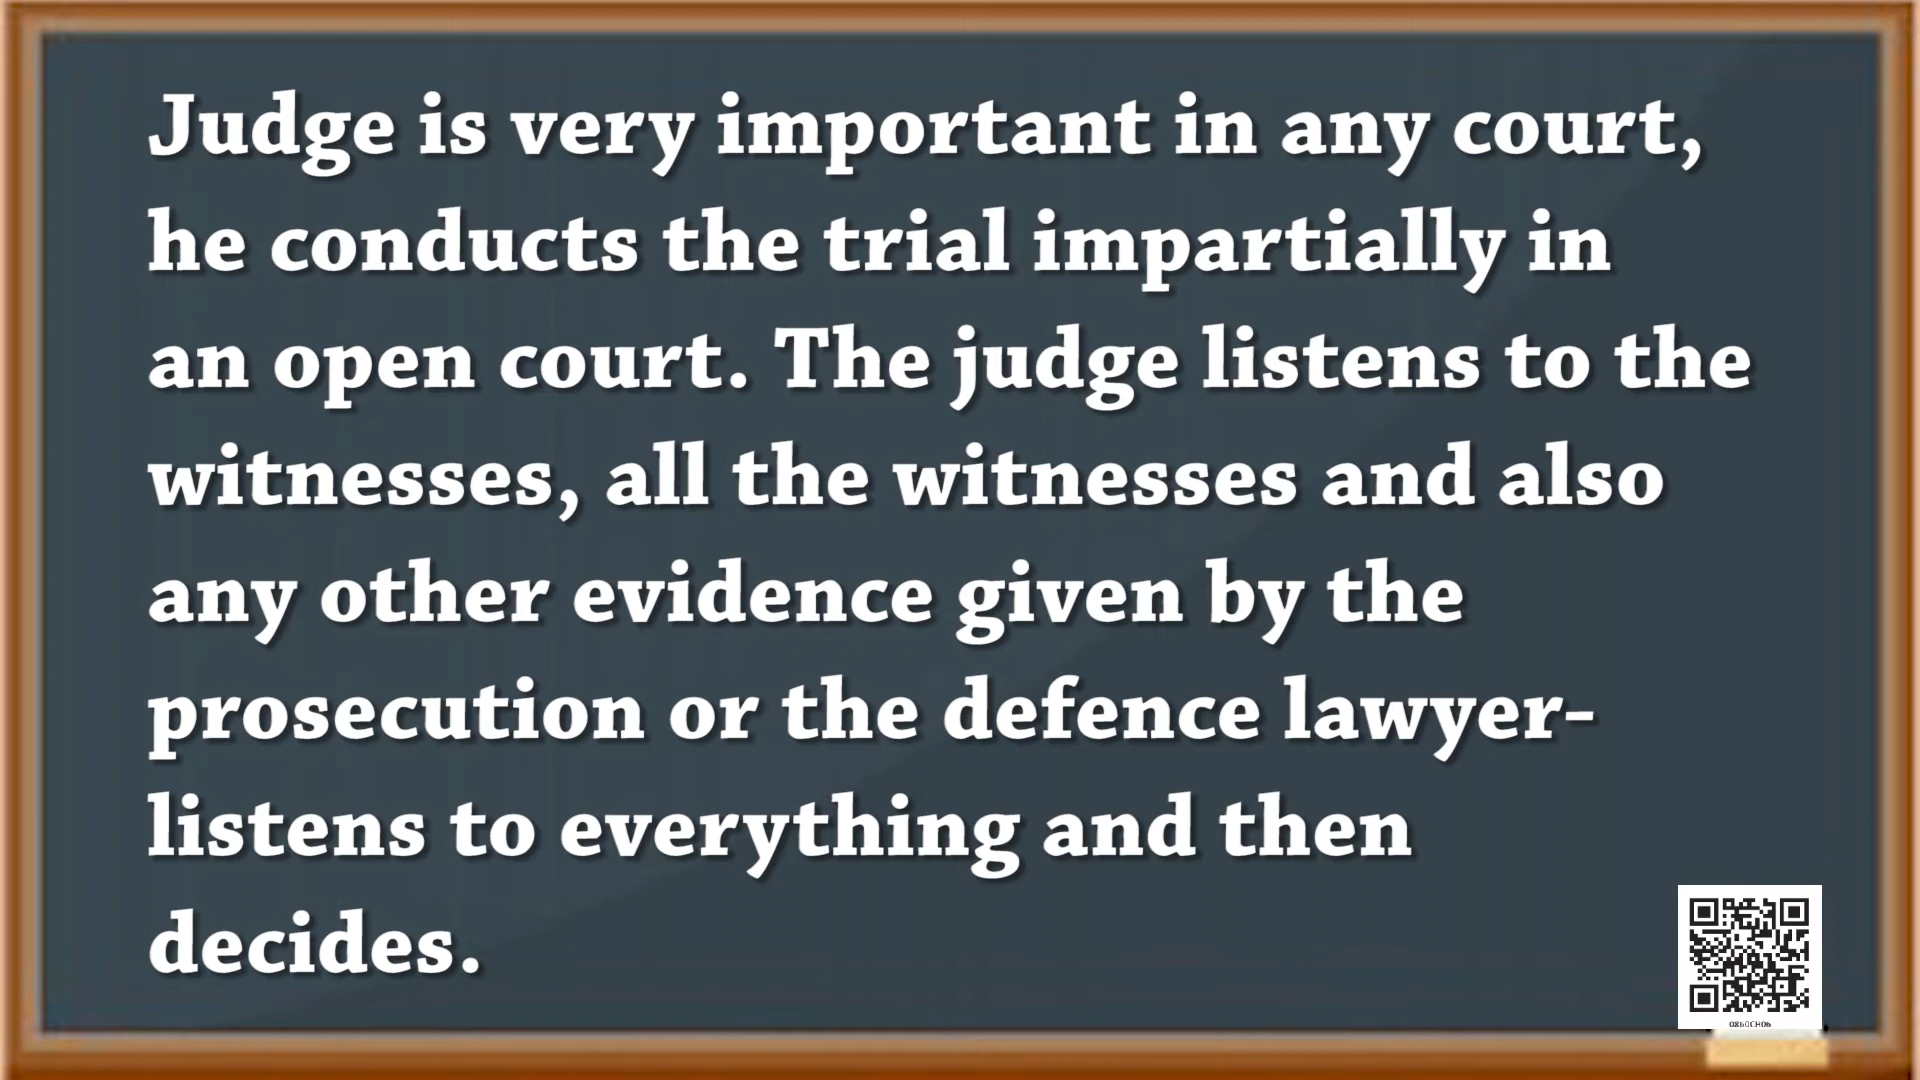 Judge is very important in any court,
he conducts the trial impartially in
an open court. The judge listens to the
witnesses, all the witnesses and also
any other evidence given by the
prosecution or the defence lawyer-
listens to everything and then
decides.
0860CH06